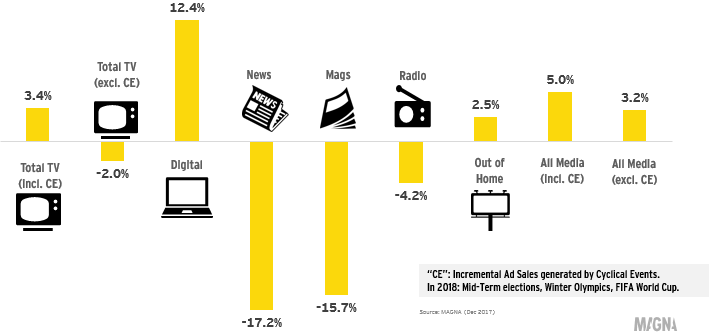 12.4%
Total TV
(excl. CE)
3.4%
-2.0%
Total TV
(incl. CE)
Digital
News
NEWS
-17.2%
Mags
-15.7%
Radio
-4.2%
2.5%
Out of
Home
5.0%
All Media
(incl. CE)
3.2%
All Media
(excl. CE)
“CE”: Incremental Ad Sales generated by Cyclical Events.
In 2018: Mid-Term elections, Winter Olympics, FIFA World Cup.
Source: MAGNA (Dec 2017)
MAGNA